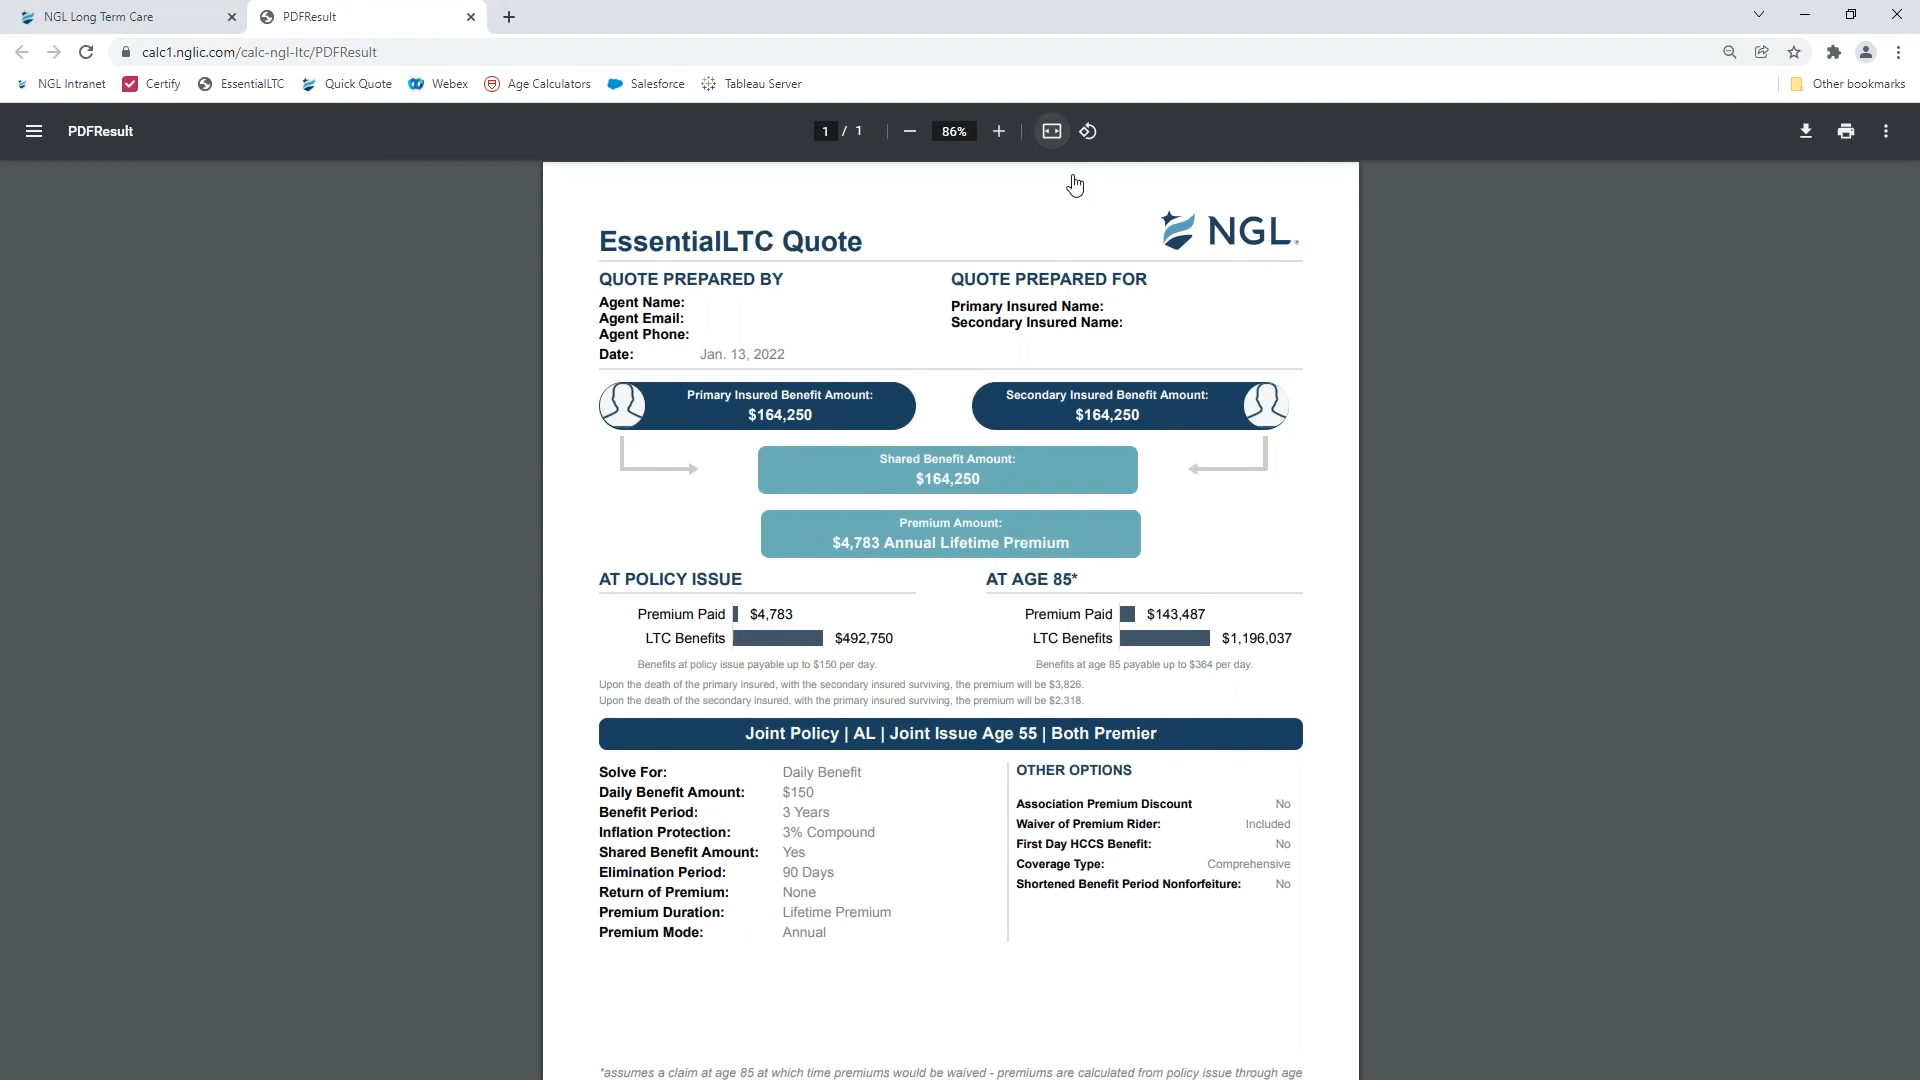 NGL Long Term Care
PDFResult
calc1.nglic.com/calc-ngl-ltc/PDFResult
NGL Intranet
Certify
EssentialLTC
Quick Quote
Webex
Age Calculators
Salesforce
Tableau Server
Other bookmarks
PDFResult
1 / 1
86%
EssentialLTC Quote
NGL
QUOTE PREPARED BY
QUOTE PREPARED FOR
Agent Name:
Agent Email:
Agent Phone:
Date: Jan. 13, 2022
Primary Insured Name:
Secondary Insured Name:
Primary Insured Benefit Amount:
$164,250
Secondary Insured Benefit Amount:
$164,250
Shared Benefit Amount:
$164,250
Premium Amount:
$4,783 Annual Lifetime Premium
AT POLICY ISSUE
Premium Paid $4,783
LTC Benefits $492,750
Benefits at policy issue payable up to $150 per day.
AT AGE 85*
Premium Paid $143,487
LTC Benefits $1,196,037
Benefits at age 85 payable up to $364 per day.
Upon the death of the primary insured, with the secondary insured surviving, the premium will be $3,826.
Upon the death of the secondary insured, with the primary insured surviving, the premium will be $2,318.
Joint Policy | AL | Joint Issue Age 55 | Both Premier
Solve For: Daily Benefit
Daily Benefit Amount: $150
Benefit Period: 3 Years
Inflation Protection: 3% Compound
Shared Benefit Amount: Yes
Elimination Period: 90 Days
Return of Premium: None
Premium Duration: Lifetime Premium
Premium Mode: Annual
OTHER OPTIONS
Association Premium Discount No
Waiver of Premium Rider: Included
First Day HCCS Benefit: No
Coverage Type: Comprehensive
Shortened Benefit Period Nonforfeiture: No
*assumes a claim at age 85 at which time premiums would be waived - premiums are calculated from policy issue through age